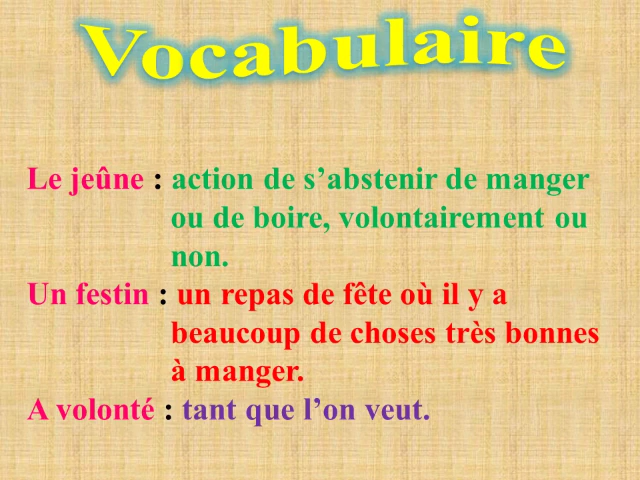 Vocabulaire
Le jeûne : action de s’abstenir de manger
ou de boire, volontairement ou
non.
Un festin : un repas de fête où il y a
beaucoup de choses très bonnes
à manger.
A volonté : tant que l’on veut.